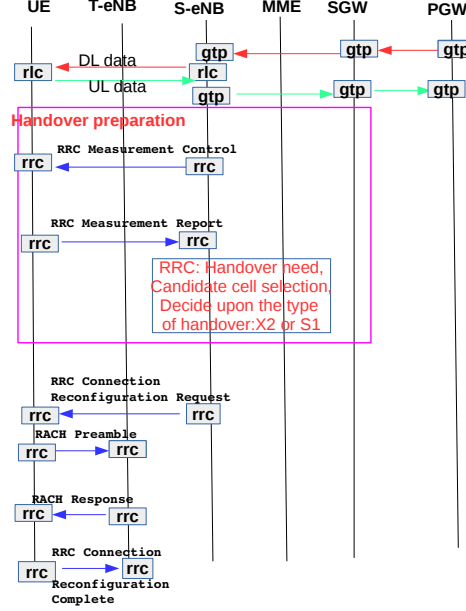 UE T-eNB S-eNB MME SGW PGW
gtp gtp gtp
DL data
rlc rlc
UL data
gtp gtp gtp
Handover preparation
RRC Measurement Control
rrc rrc
RRC Measurement Report
rrc rrc
RRC: Handover need,
Candidate cell selection,
Decide upon the type
of handover:X2 or S1
RRC Connection
Reconfiguration Request
rrc rrc
RACH Preamble
rrc rrc
RACH Response
rrc rrc
RRC Connection
rrc rrc
Reconfiguration
Complete